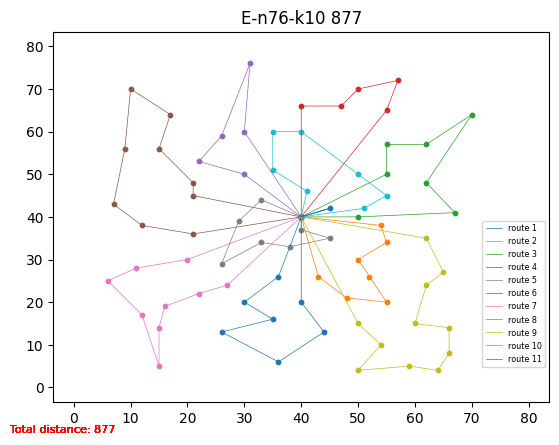 E-n76-k10 877
80
70
60
50
40
30
20
10
0
0 10 20 30 40 50 60 70 80
route 1
route 2
route 3
route 4
route 5
route 6
route 7
route 8
route 9
route 10
route 11
Total distance: 877